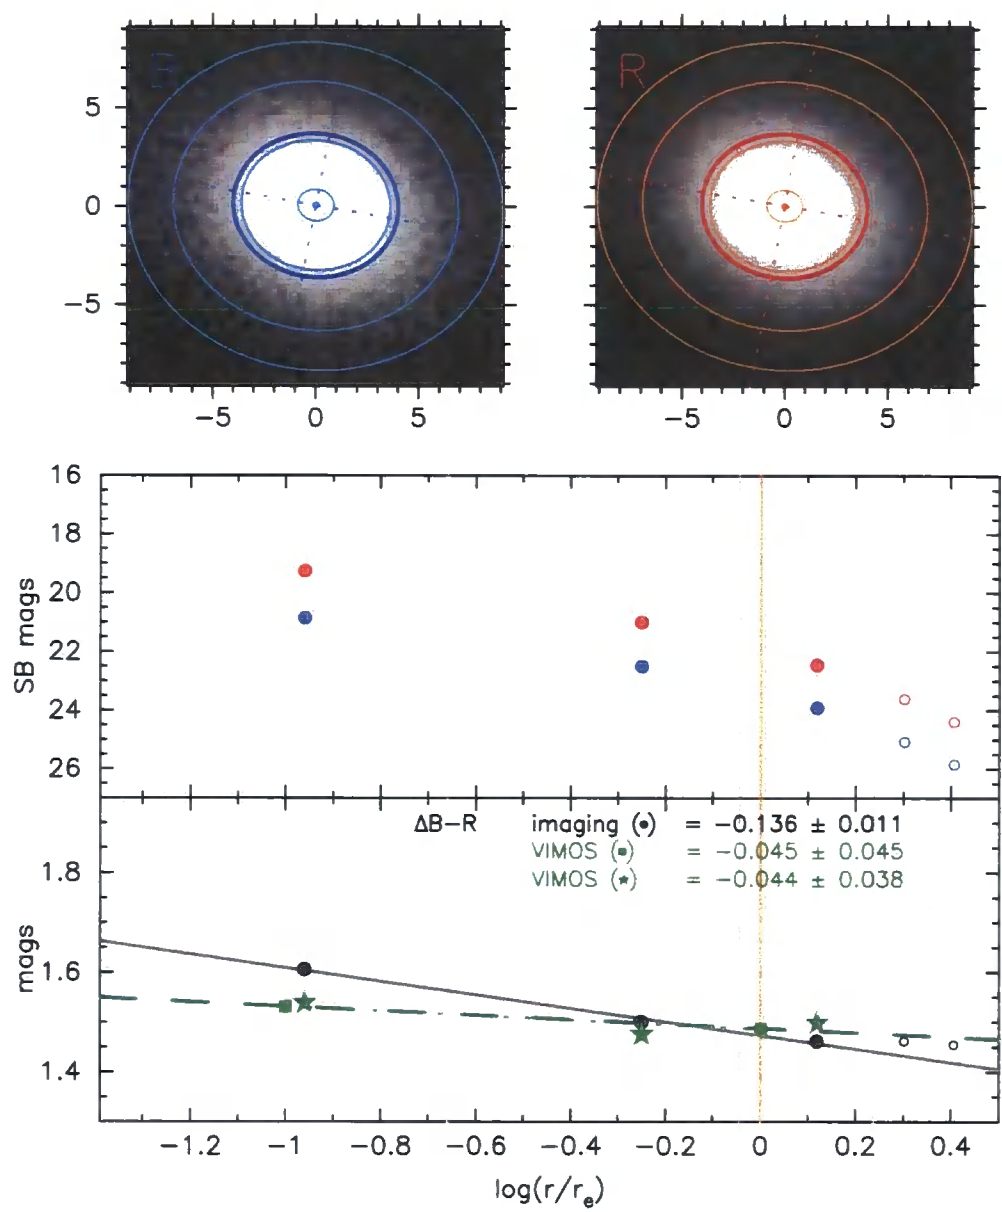 B
R
5
0
−5
−5 0 5
−5 0 5
16
18
20
22
24
26
SB mags
ΔB−R imaging (•) = −0.136 ± 0.011
VIMOS (▪) = −0.045 ± 0.045
VIMOS (★) = −0.044 ± 0.038
1.8
1.6
1.4
mags
−1.2 −1 −0.8 −0.6 −0.4 −0.2 0 0.2 0.4
log(r/rₑ)